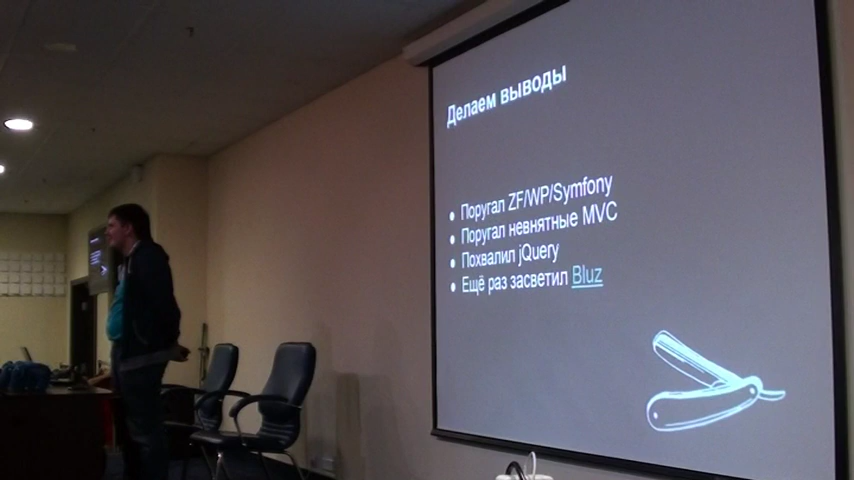 Делаем выводы
Поругал ZF/WP/Symfony
Поругал невнятные MVC
Похвалил jQuery
Ещё раз засветил Bluz